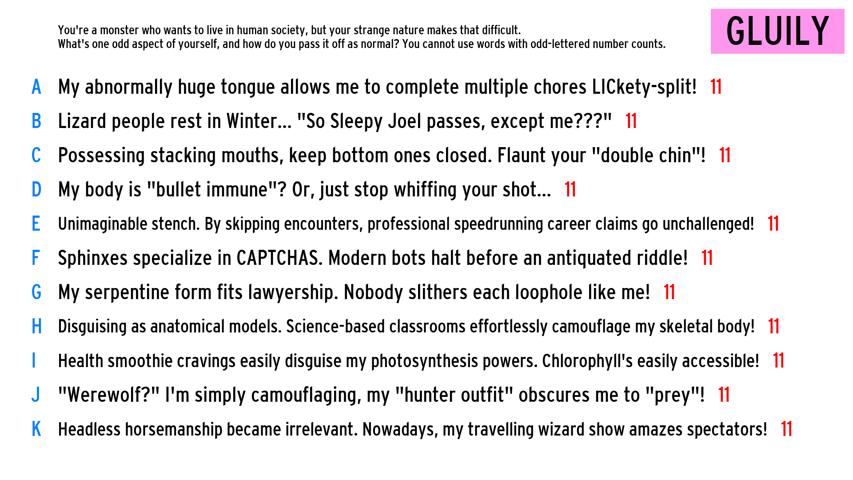 You're a monster who wants to live in human society, but your strange nature makes that difficult.
What's one odd aspect of yourself, and how do you pass it off as normal? You cannot use words with odd-lettered number counts.
GLUILY
A My abnormally huge tongue allows me to complete multiple chores LICkety-split! 11
B Lizard people rest in Winter... "So Sleepy Joel passes, except me???" 11
C Possessing stacking mouths, keep bottom ones closed. Flaunt your "double chin"! 11
D My body is "bullet immune"? Or, just stop whiffing your shot... 11
E Unimaginable stench. By skipping encounters, professional speedrunning career claims go unchallenged! 11
F Sphinxes specialize in CAPTCHAS. Modern bots halt before an antiquated riddle! 11
G My serpentine form fits lawyership. Nobody slithers each loophole like me! 11
H Disguising as anatomical models. Science-based classrooms effortlessly camouflage my skeletal body! 11
I Health smoothie cravings easily disguise my photosynthesis powers. Chlorophyll's easily accessible! 11
J "Werewolf?" I'm simply camouflaging, my "hunter outfit" obscures me to "prey"! 11
K Headless horsemanship became irrelevant. Nowadays, my travelling wizard show amazes spectators! 11